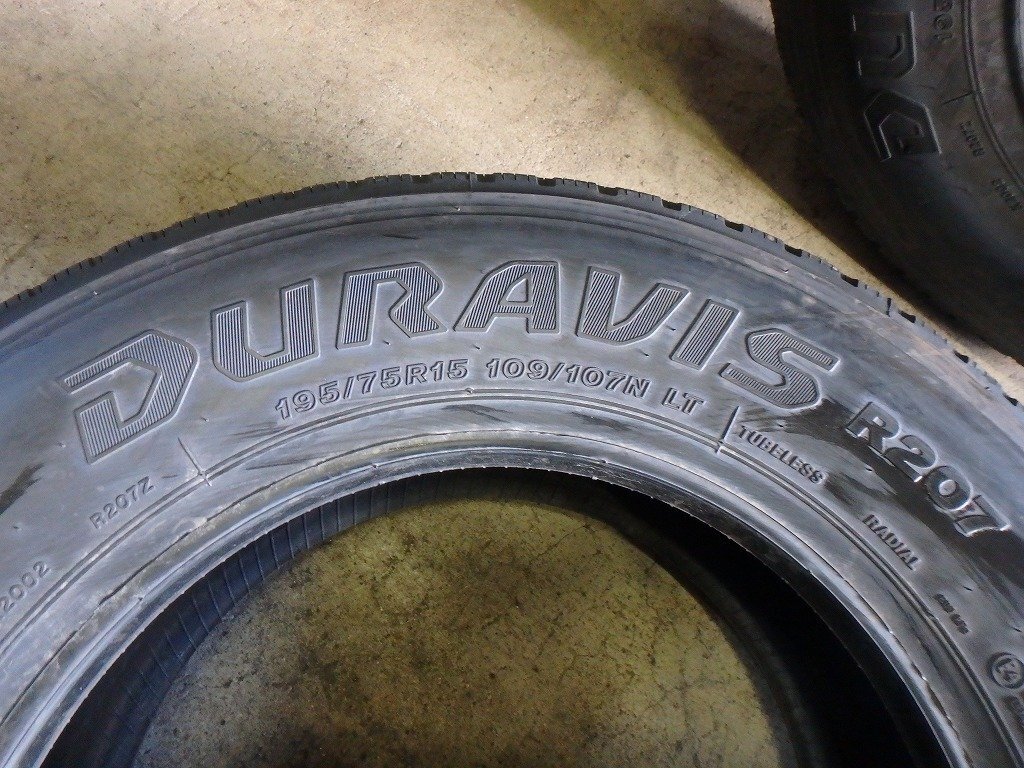 DURAVIS R207
195/75R15 109/107N LT
TUBELESS
R207Z
RADIAL
2002